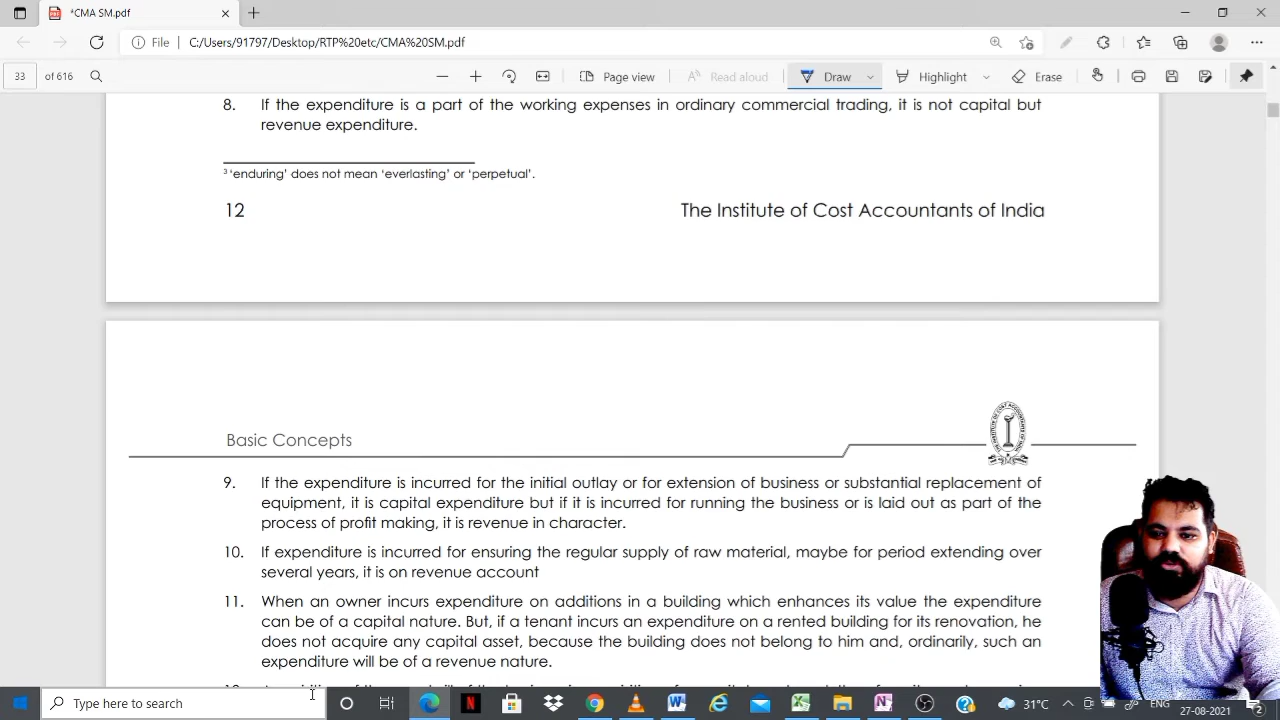 *CMA SM.pdf
File C:/Users/91797/Desktop/RTP%20etc/CMA%20SM.pdf
33 of 616 Page view Read aloud Draw Highlight Erase
8. If the expenditure is a part of the working expenses in ordinary commercial trading, it is not capital but
revenue expenditure.
3 ‘enduring’ does not mean ‘everlasting’ or ‘perpetual’.
12 The Institute of Cost Accountants of India
Basic Concepts
9. If the expenditure is incurred for the initial outlay or for extension of business or substantial replacement of
equipment, it is capital expenditure but if it is incurred for running the business or is laid out as part of the
process of profit making, it is revenue in character.
10. If expenditure is incurred for ensuring the regular supply of raw material, maybe for period extending over
several years, it is on revenue account
11. When an owner incurs expenditure on additions in a building which enhances its value the expenditure
can be of a capital nature. But, if a tenant incurs an expenditure on a rented building for its renovation, he
does not acquire any capital asset, because the building does not belong to him and, ordinarily, such an
expenditure will be of a revenue nature.
Type here to search 31°C ENG
27-08-2021